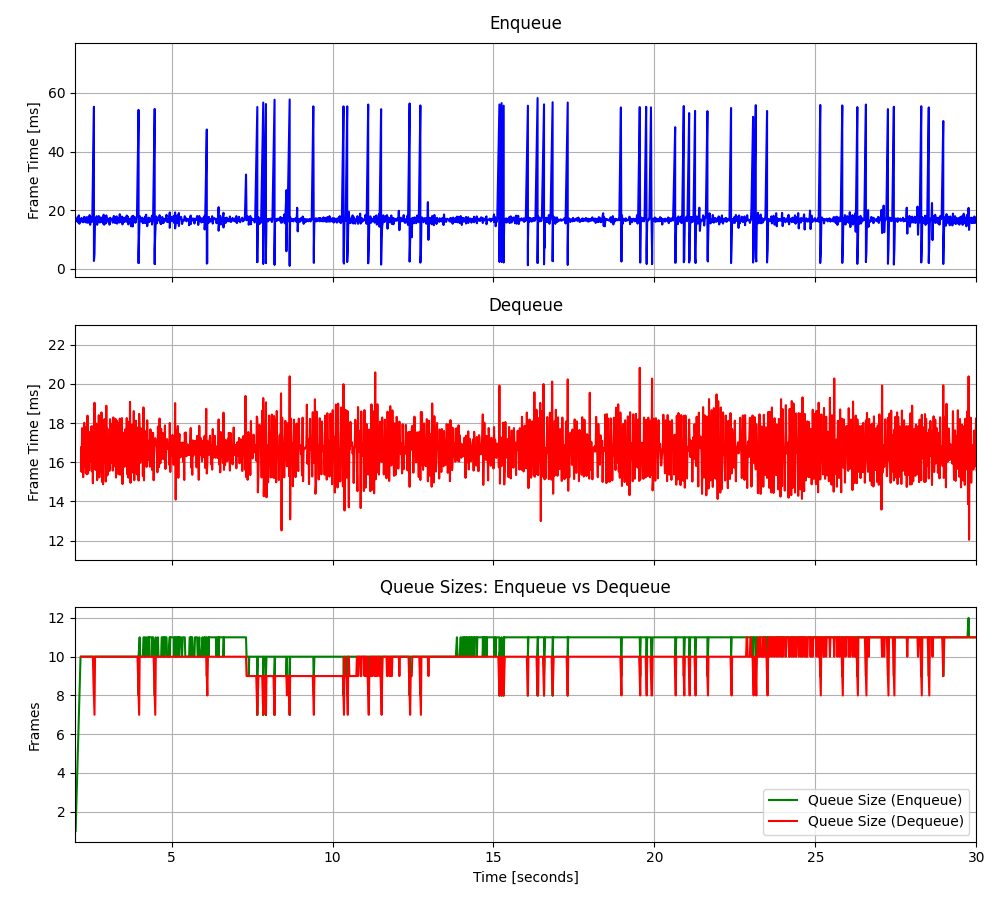 Enqueue
Frame Time [ms]
60
40
20
0
Dequeue
Frame Time [ms]
22
20
18
16
14
12
Queue Sizes: Enqueue vs Dequeue
Frames
12
10
8
6
4
2
Queue Size (Enqueue)
Queue Size (Dequeue)
5
10
15
20
25
30
Time [seconds]